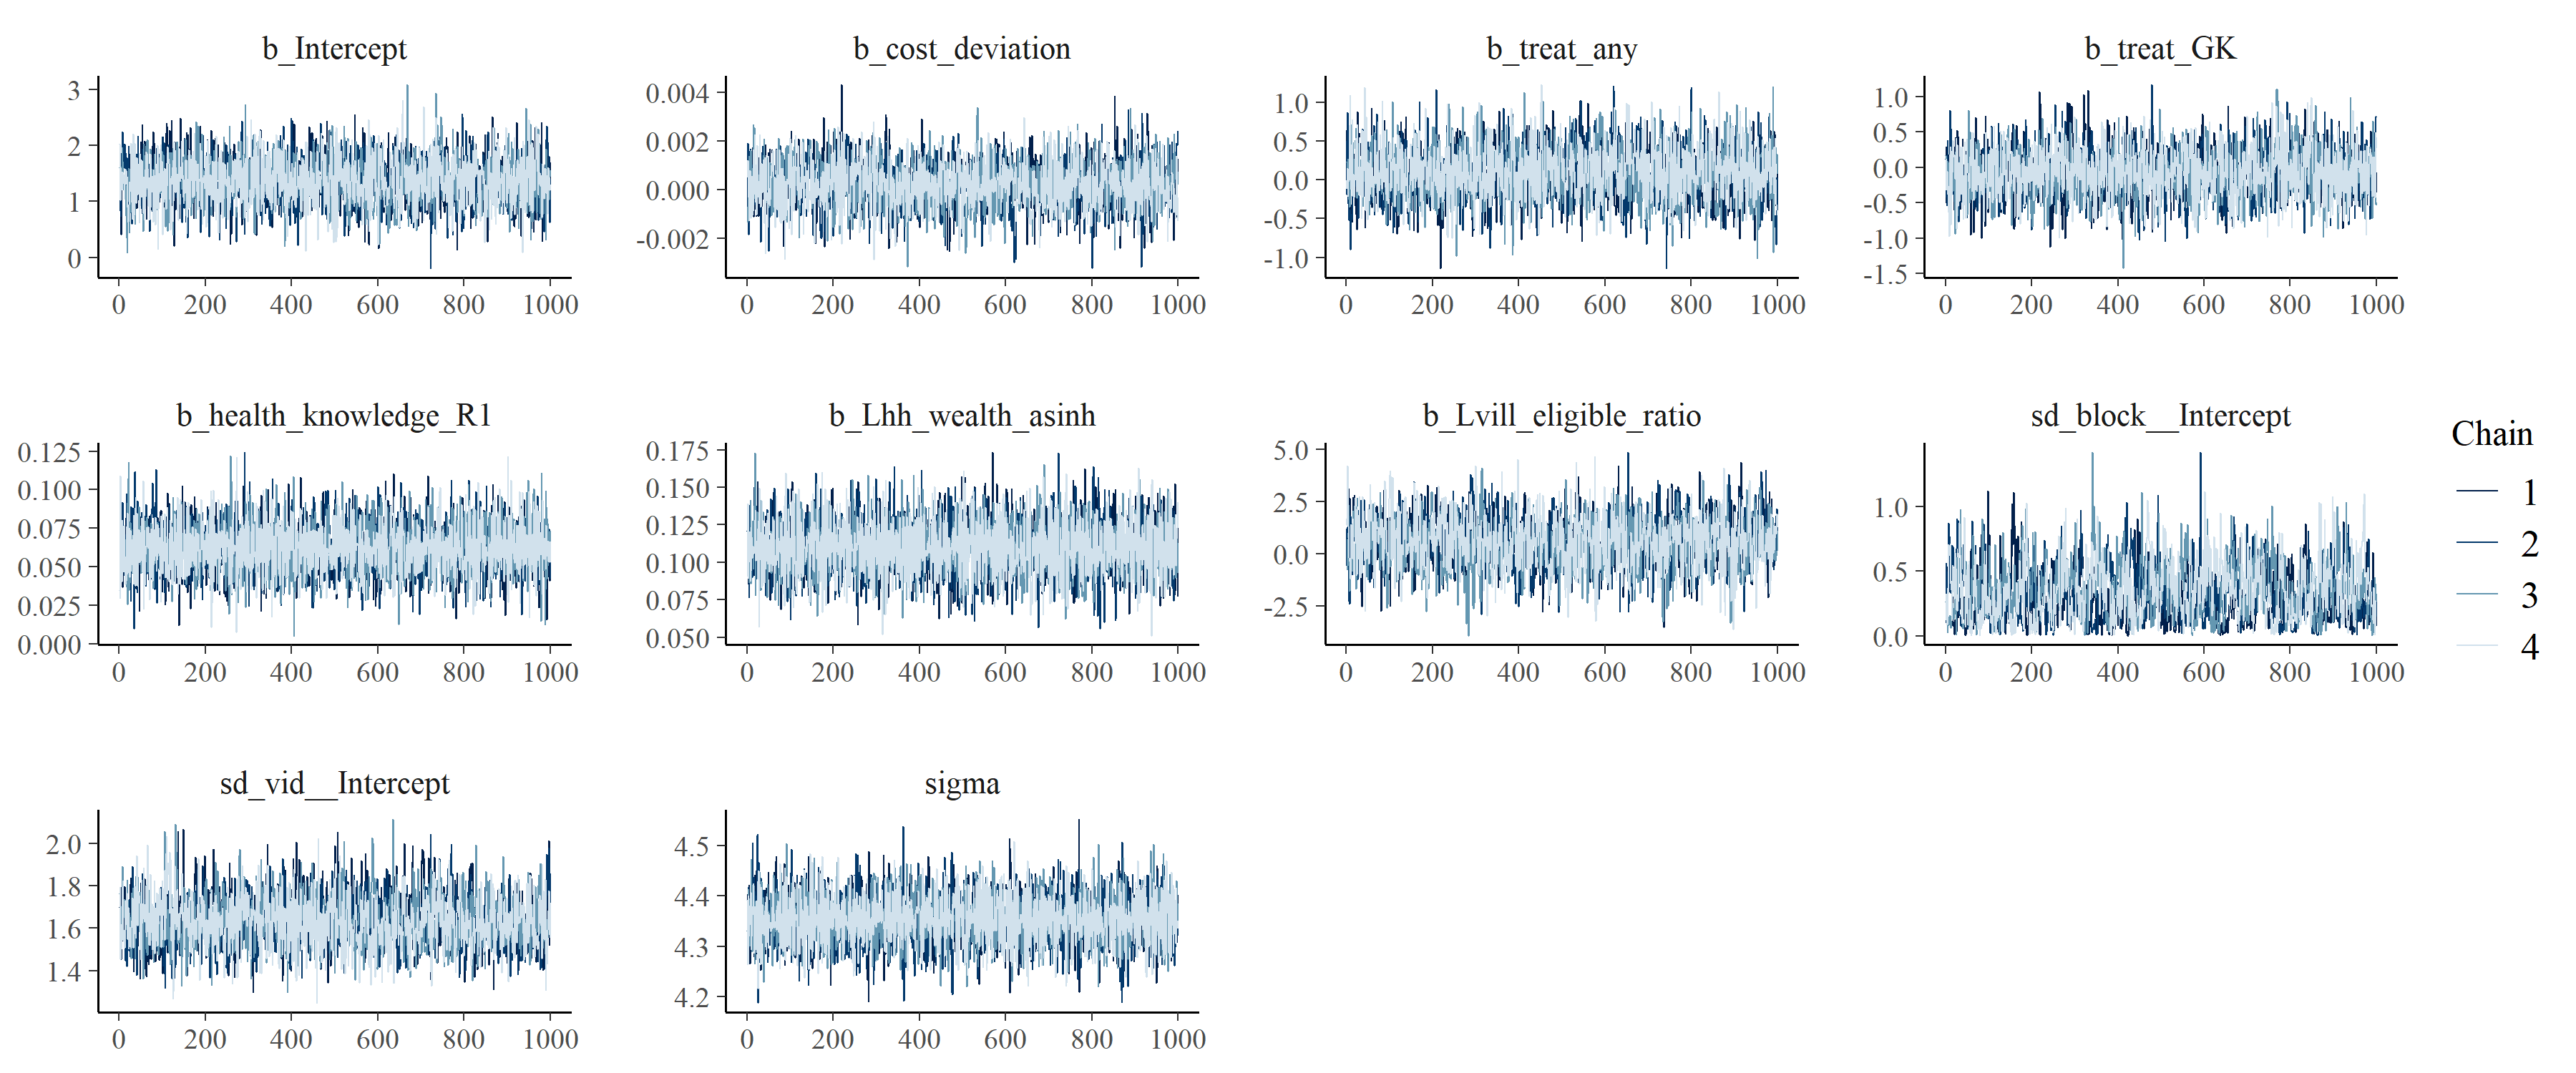 b_Intercept
3
2
1
0
0 200 400 600 800 1000
b_cost_deviation
0.004
0.002
0.000
-0.002
0 200 400 600 800 1000
b_treat_any
1.0
0.5
0.0
-0.5
-1.0
0 200 400 600 800 1000
b_treat_GK
1.0
0.5
0.0
-0.5
-1.0
-1.5
0 200 400 600 800 1000
b_health_knowledge_R1
0.125
0.100
0.075
0.050
0.025
0.000
0 200 400 600 800 1000
b_Lhh_wealth_asinh
0.175
0.150
0.125
0.100
0.075
0.050
0 200 400 600 800 1000
b_Lvill_eligible_ratio
5.0
2.5
0.0
-2.5
0 200 400 600 800 1000
sd_block__Intercept
1.0
0.5
0.0
0 200 400 600 800 1000
sd_vid__Intercept
2.0
1.8
1.6
1.4
0 200 400 600 800 1000
sigma
4.5
4.4
4.3
4.2
0 200 400 600 800 1000
Chain
1
2
3
4